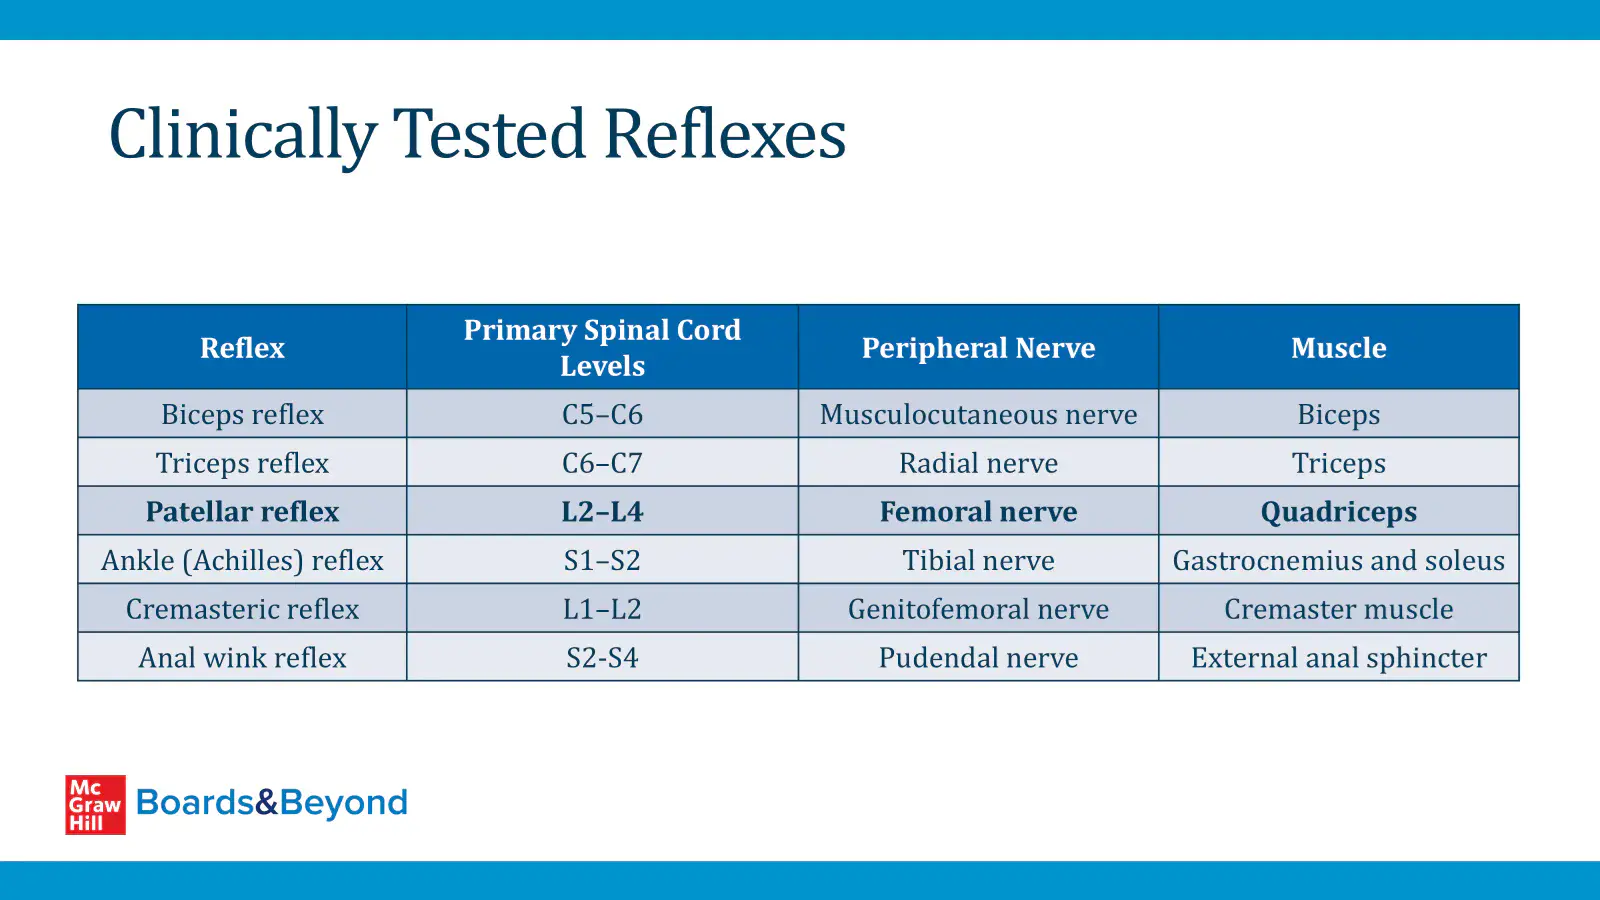 Clinically Tested Reflexes
Reflex
Primary Spinal Cord
Levels
Peripheral Nerve
Muscle
Biceps reflex
C5–C6
Musculocutaneous nerve
Biceps
Triceps reflex
C6–C7
Radial nerve
Triceps
Patellar reflex
L2–L4
Femoral nerve
Quadriceps
Ankle (Achilles) reflex
S1–S2
Tibial nerve
Gastrocnemius and soleus
Cremasteric reflex
L1–L2
Genitofemoral nerve
Cremaster muscle
Anal wink reflex
S2-S4
Pudendal nerve
External anal sphincter
Mc
Graw
Hill
Boards&Beyond